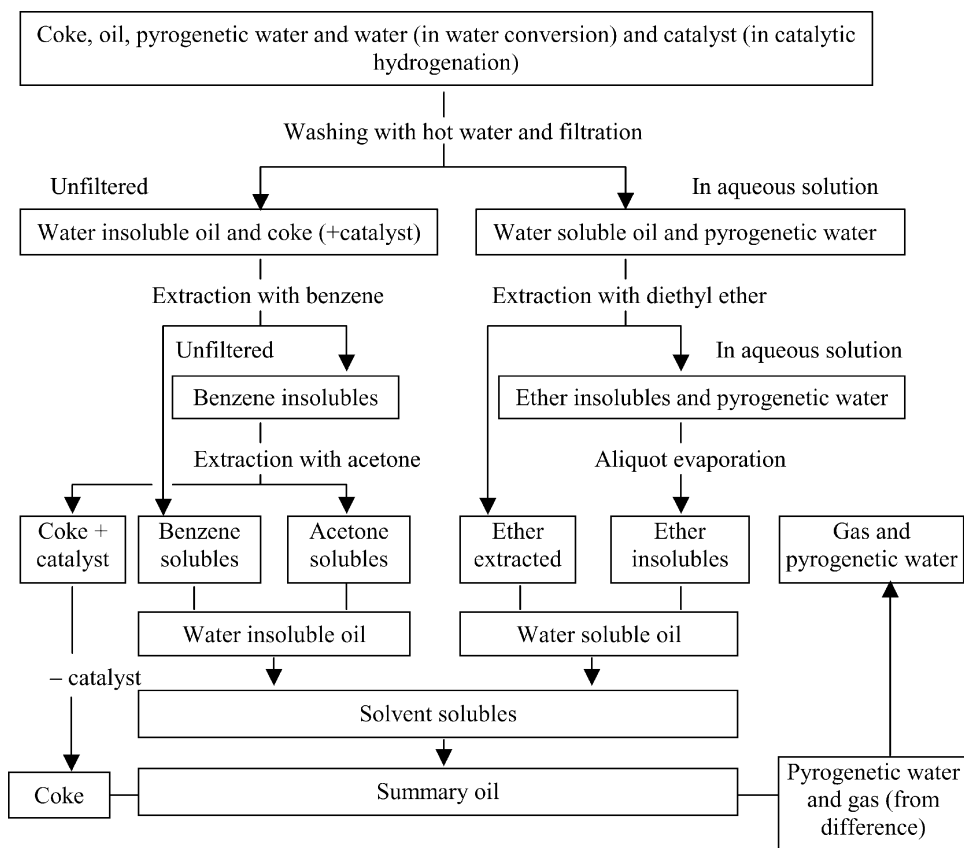 Coke, oil, pyrogenetic water and water (in water conversion) and catalyst (in catalytic
hydrogenation)
Washing with hot water and filtration
Unfiltered
In aqueous solution
Water insoluble oil and coke (+catalyst)
Water soluble oil and pyrogenetic water
Extraction with benzene
Extraction with diethyl ether
Unfiltered
In aqueous solution
Benzene insolubles
Ether insolubles and pyrogenetic water
Extraction with acetone
Aliquot evaporation
Coke +
catalyst
Benzene
solubles
Acetone
solubles
Ether
extracted
Ether
insolubles
Gas and
pyrogenetic water
Water insoluble oil
Water soluble oil
– catalyst
Solvent solubles
Coke
Summary oil
Pyrogenetic water
and gas (from
difference)